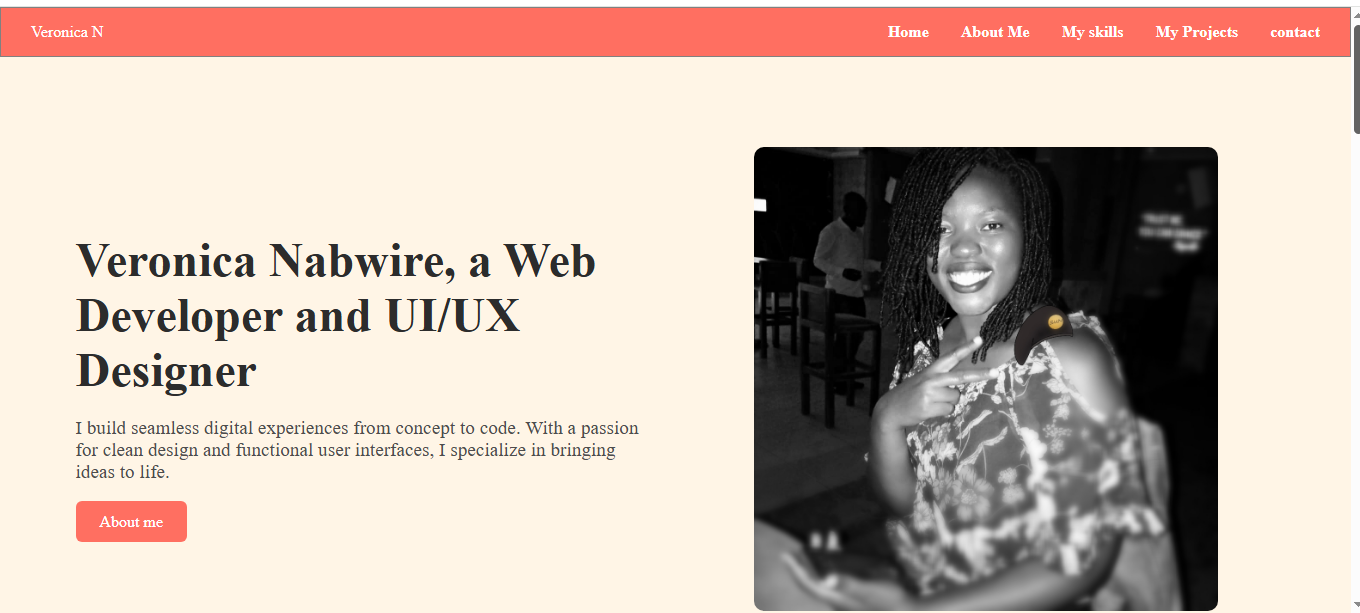 Veronica N
Home
About Me
My skills
My Projects
contact
Veronica Nabwire, a Web
Developer and UI/UX
Designer
I build seamless digital experiences from concept to code. With a passion
for clean design and functional user interfaces, I specialize in bringing
ideas to life.
About me